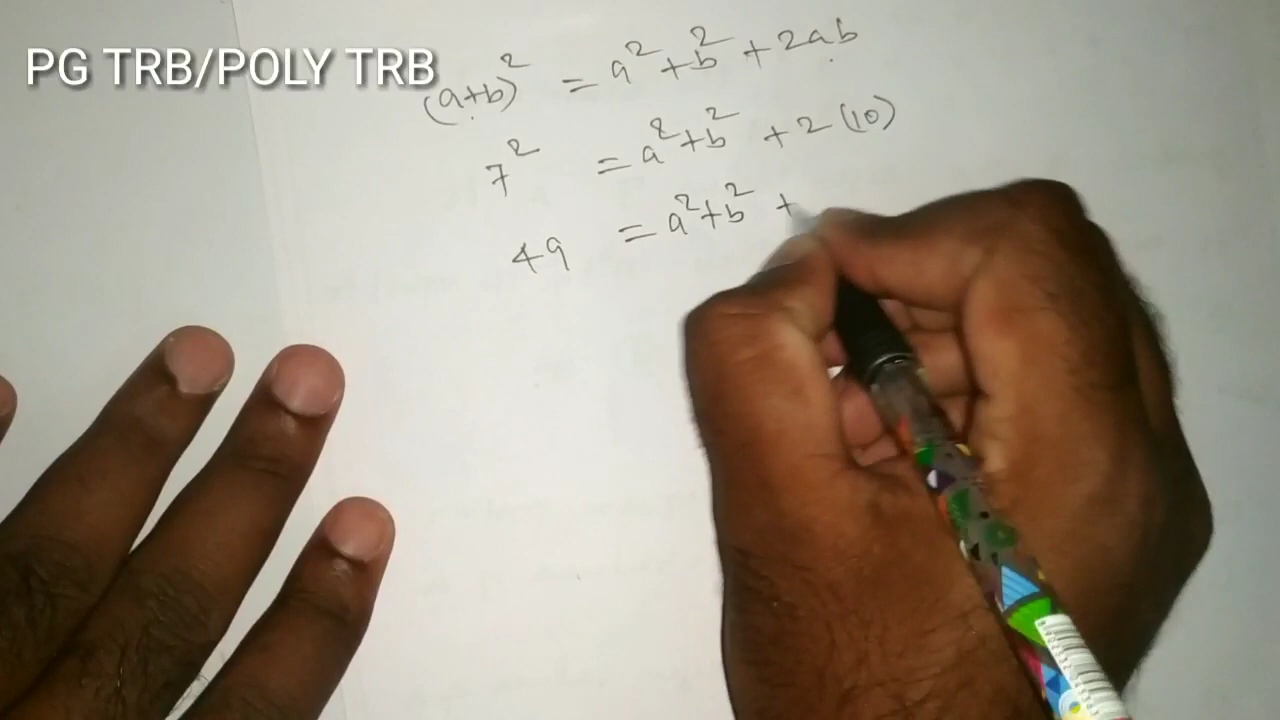 PG TRB/POLY TRB
(a+b)² = a²+b²+2ab
7² = a²+b² +2(10)
49 = a²+b² +